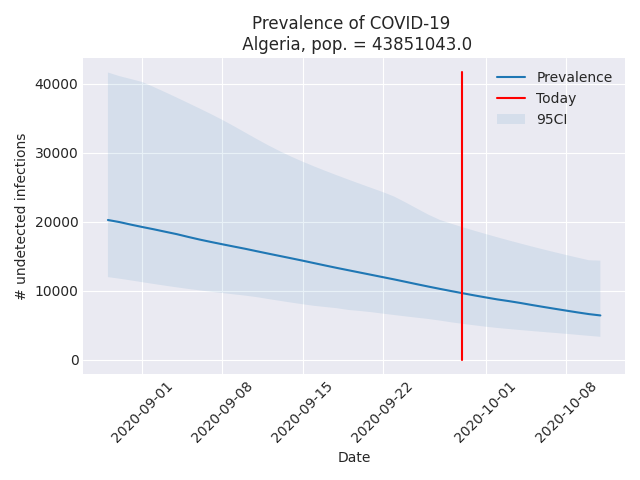 Prevalence of COVID-19
Algeria, pop. = 43851043.0
# undetected infections
40000
30000
20000
10000
0
Prevalence
Today
95CI
2020-09-01
2020-09-08
2020-09-15
2020-09-22
2020-10-01
2020-10-08
Date